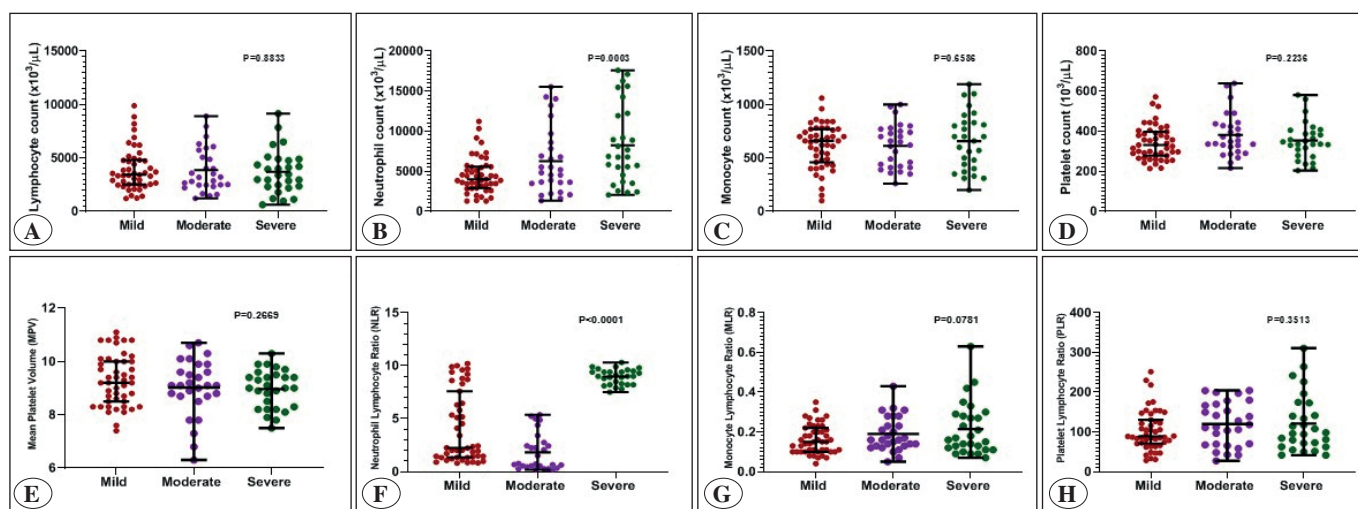 Lymphocyte count (x10³/µL)
15000
10000
5000
0
P=0.8833
Mild Moderate Severe
A
Neutrophil count (x10³/µL)
20000
15000
10000
5000
0
P=0.0003
Mild Moderate Severe
B
Monocyte count (x10³/µL)
1500
1000
500
0
P=0.6586
Mild Moderate Severe
C
Platelet count (10³/µL)
800
600
400
200
0
P=0.2236
Mild Moderate Severe
D
Mean Platelet Volume (MPV)
12
10
8
6
P=0.2669
Mild Moderate Severe
E
Neutrophil Lymphocyte Ratio (NLR)
15
10
5
0
P<0.0001
Mild Moderate Severe
F
Monocyte Lymphocyte Ratio (MLR)
0.8
0.6
0.4
0.2
0.0
P=0.0781
Mild Moderate Severe
G
Platelet Lymphocyte Ratio (PLR)
400
300
200
100
0
P=0.3513
Mild Moderate Severe
H